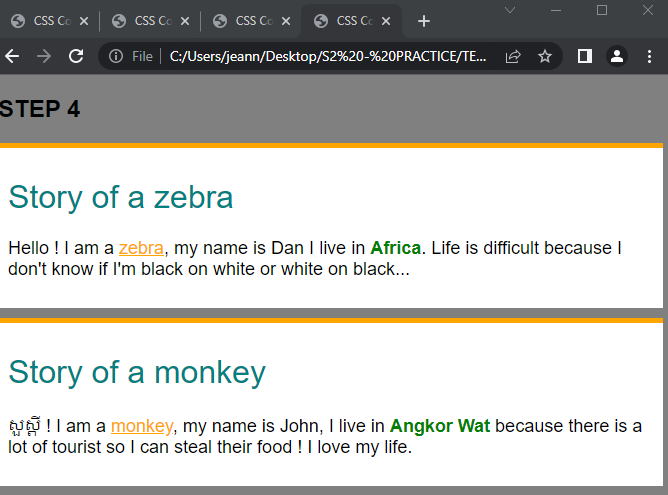 CSS Co
CSS Co
CSS Co
CSS Co
File | C:/Users/jeann/Desktop/S2%20-%20PRACTICE/TE...
STEP 4
Story of a zebra
Hello ! I am a zebra, my name is Dan I live in Africa. Life is difficult because I
don't know if I'm black on white or white on black...
Story of a monkey
សួស្តី ! I am a monkey, my name is John, I live in Angkor Wat because there is a
lot of tourist so I can steal their food ! I love my life.